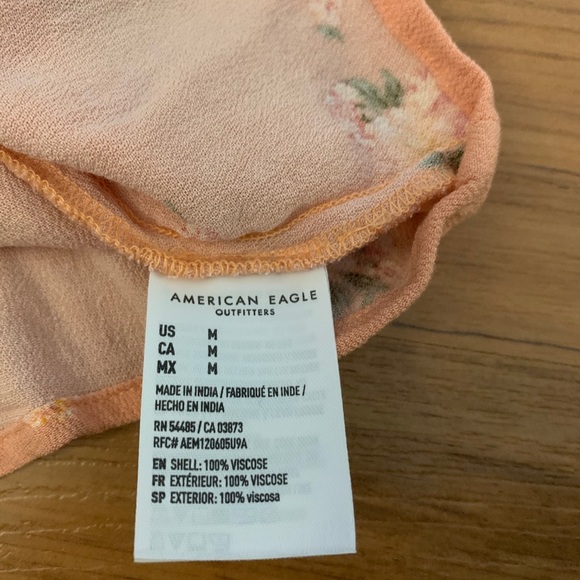 AMERICAN EAGLE
OUTFITTERS
US M
CA M
MX M
MADE IN INDIA / FABRIQUÉ EN INDE /
HECHO EN INDIA
RN 54485 / CA 03873
RFC# AEM120605U9A
EN SHELL: 100% VISCOSE
FR EXTÉRIEUR: 100% VISCOSE
SP EXTERIOR: 100% viscosa